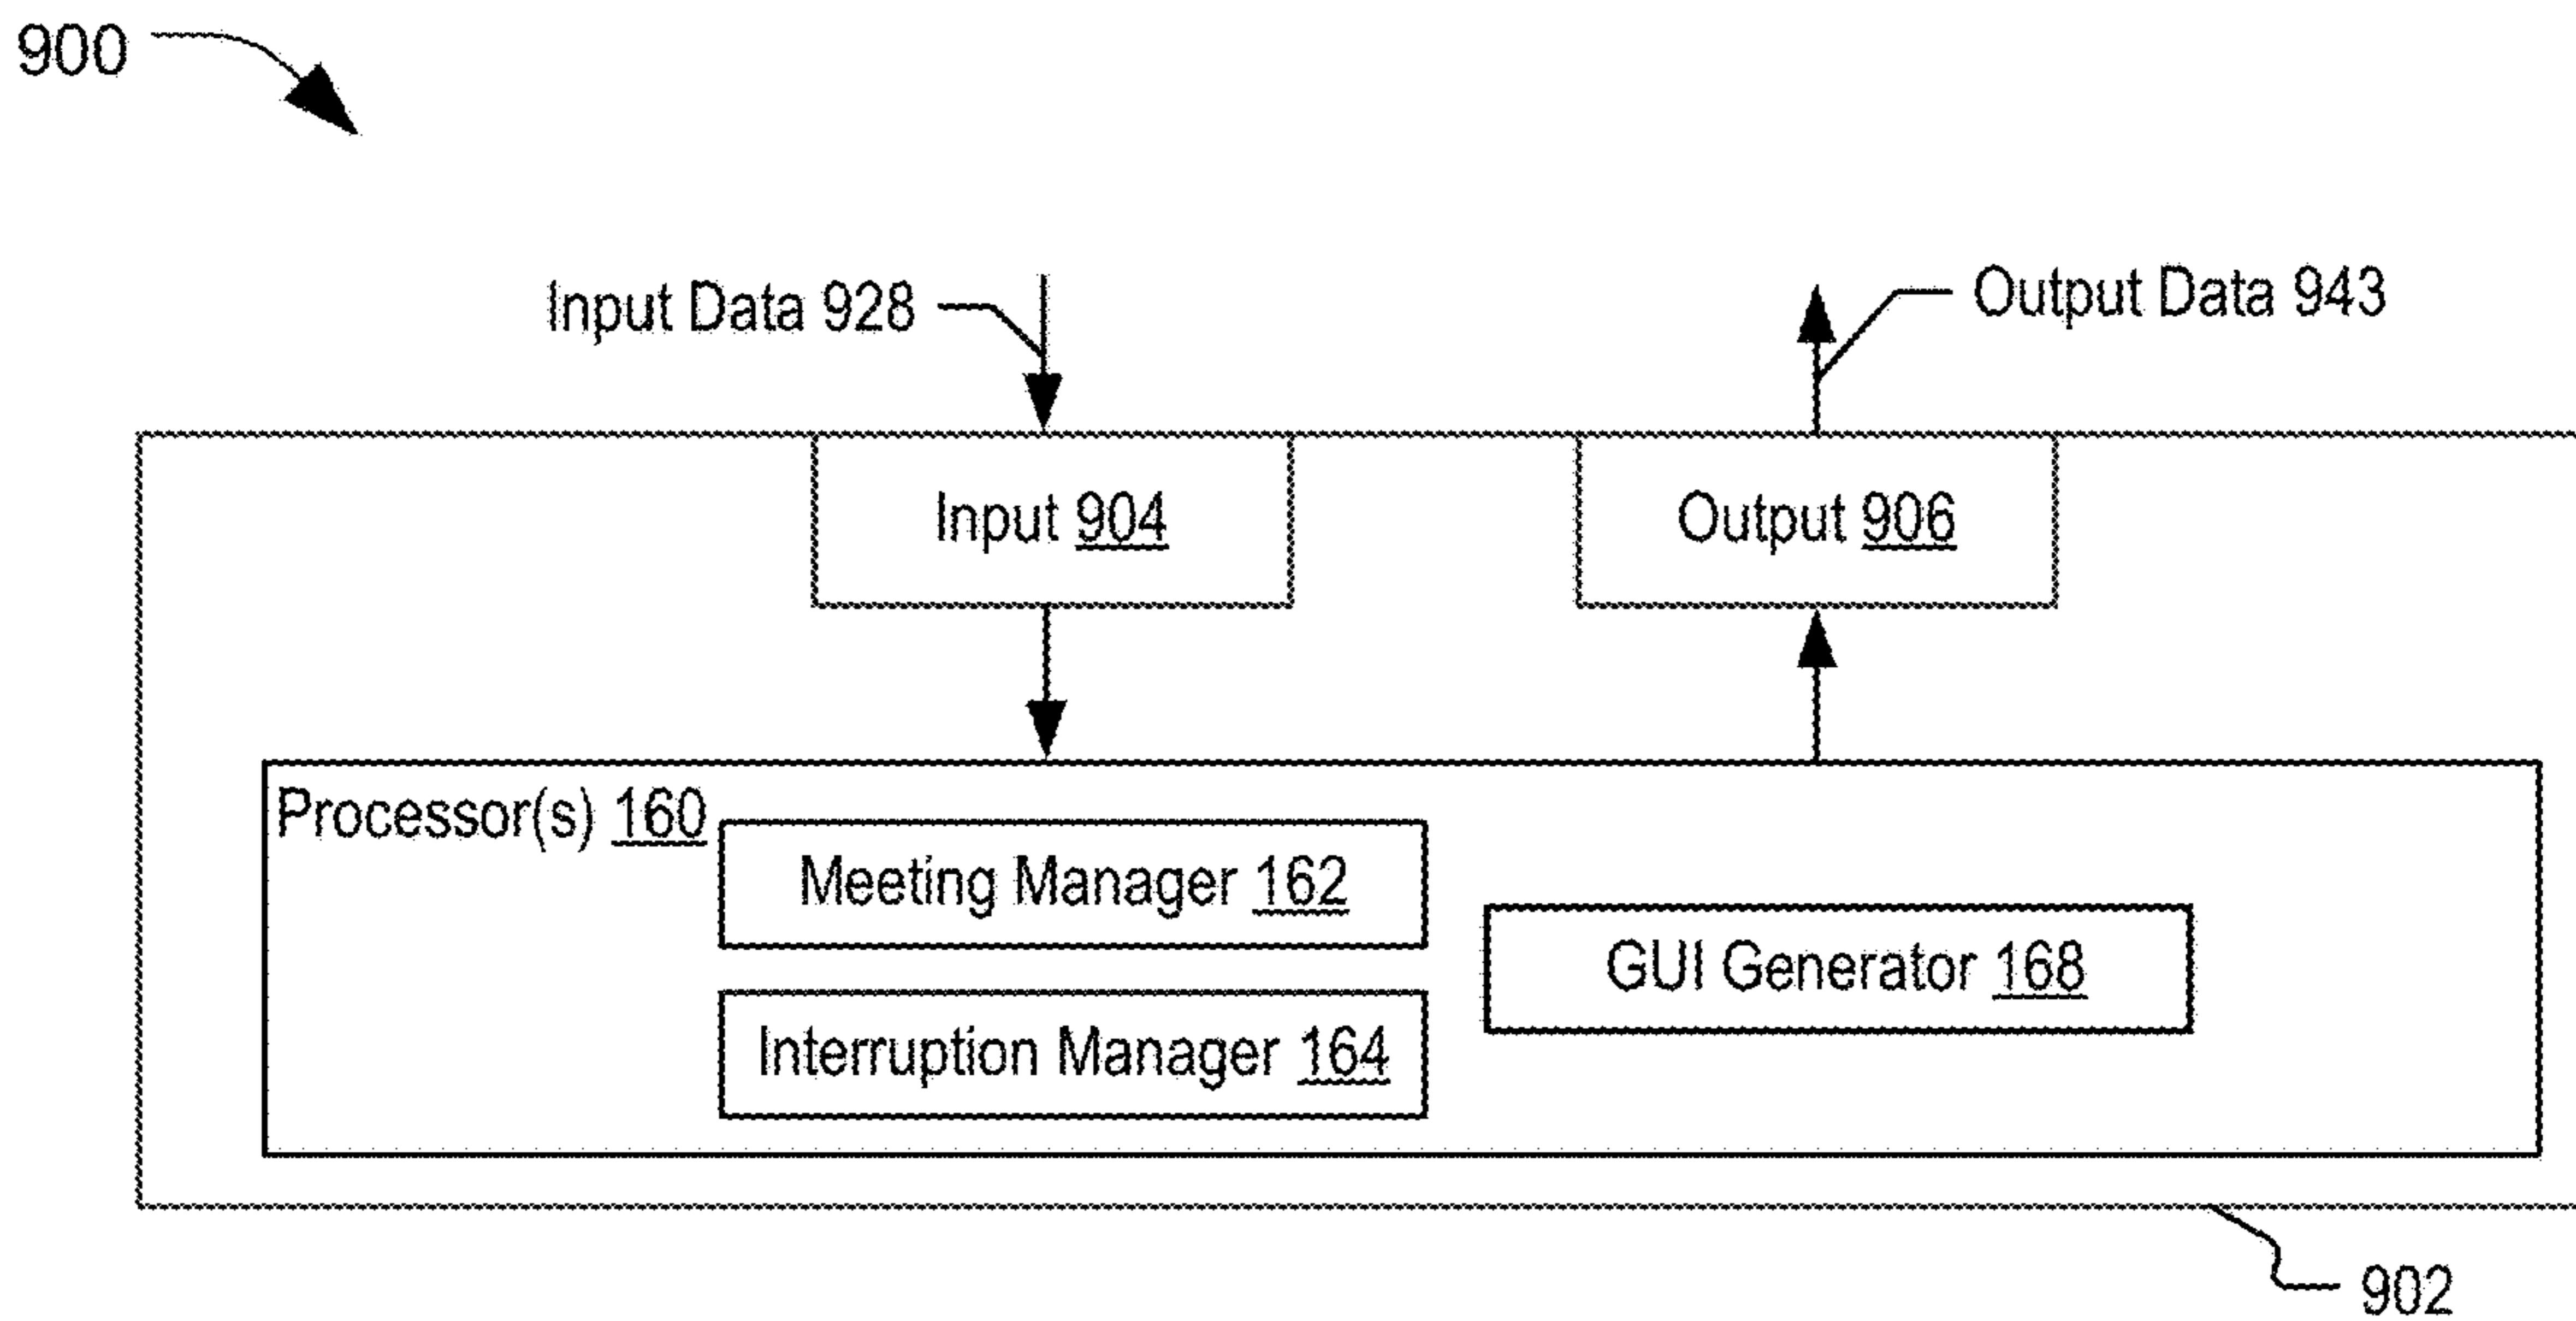 900
Input Data 928
Output Data 943
Input 904
Output 906
Processor(s) 160
Meeting Manager 162
GUI Generator 168
Interruption Manager 164
902